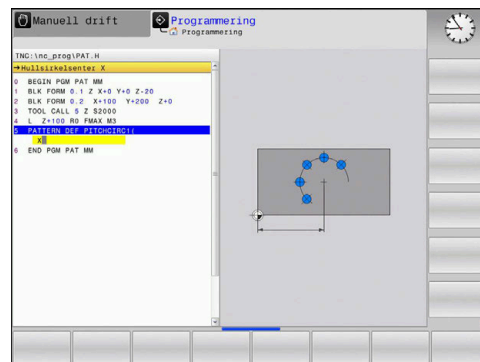 Manuell drift
Programmering
Programmering
TNC:\nc_prog\PAT.H
→Hullsirkelsenter X
0 BEGIN PGM PAT MM
1 BLK FORM 0.1 Z X+0 Y+0 Z-20
2 BLK FORM 0.2 X+100 Y+200 Z+0
3 TOOL CALL 5 Z S2000
4 L Z+100 R0 FMAX M3
5 PATTERN DEF PITCHCIRC1(
X
6 END PGM PAT MM